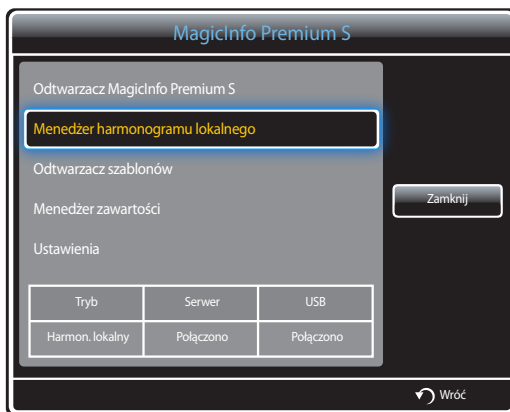 MagicInfo Premium S
Odtwarzacz MagicInfo Premium S
Menedżer harmonogramu lokalnego
Odtwarzacz szablonów
Menedżer zawartości
Ustawienia
Zamknij
Tryb Serwer USB
Harmon. lokalny Połączono Połączono
Wróć